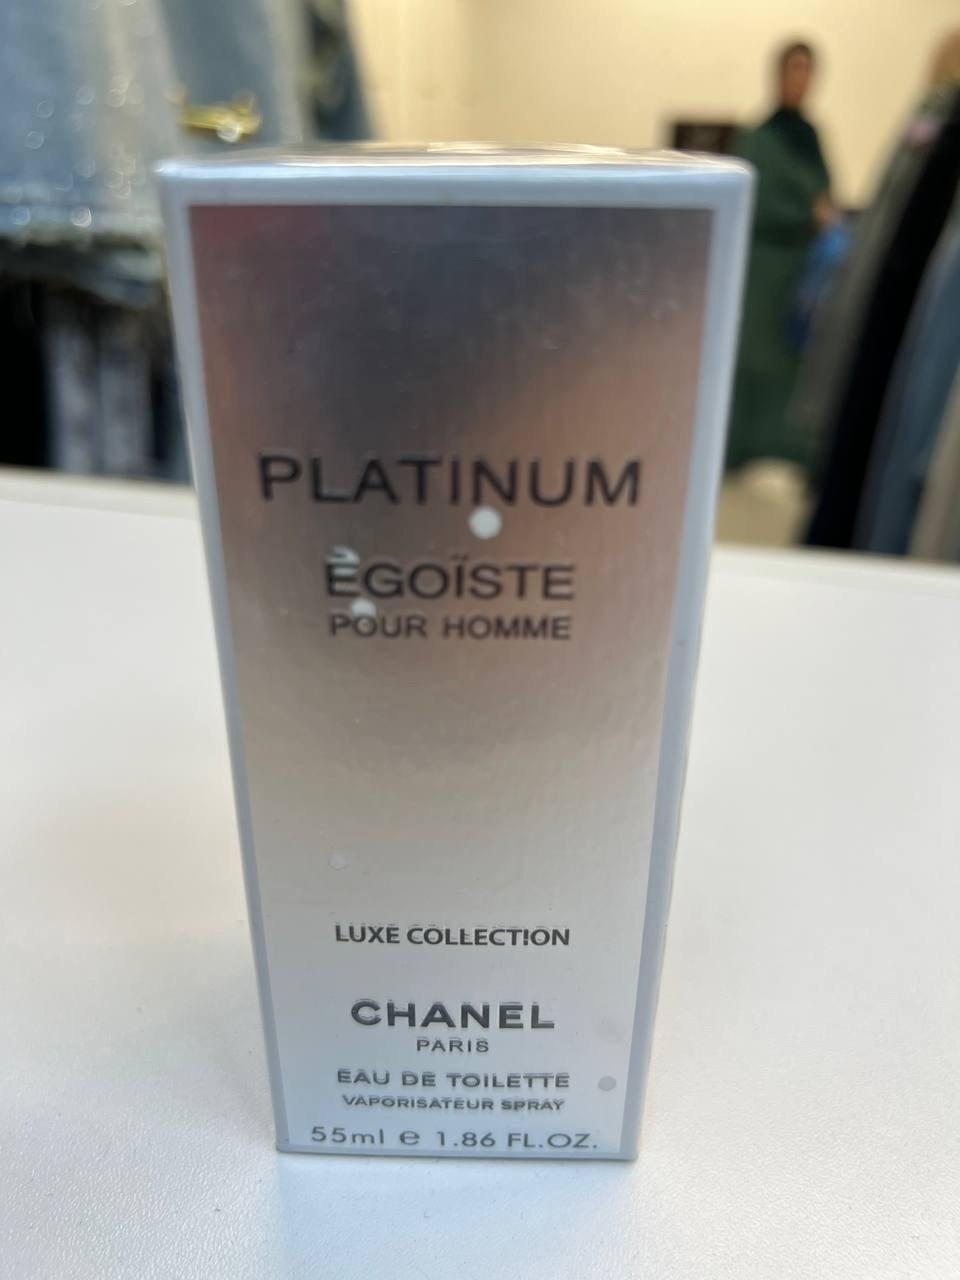 PLATINUM
ÉGOÏSTE
POUR HOMME
LUXE COLLECTION
CHANEL
PARIS
EAU DE TOILETTE
VAPORISATEUR SPRAY
55ml e 1.86 FL.OZ.